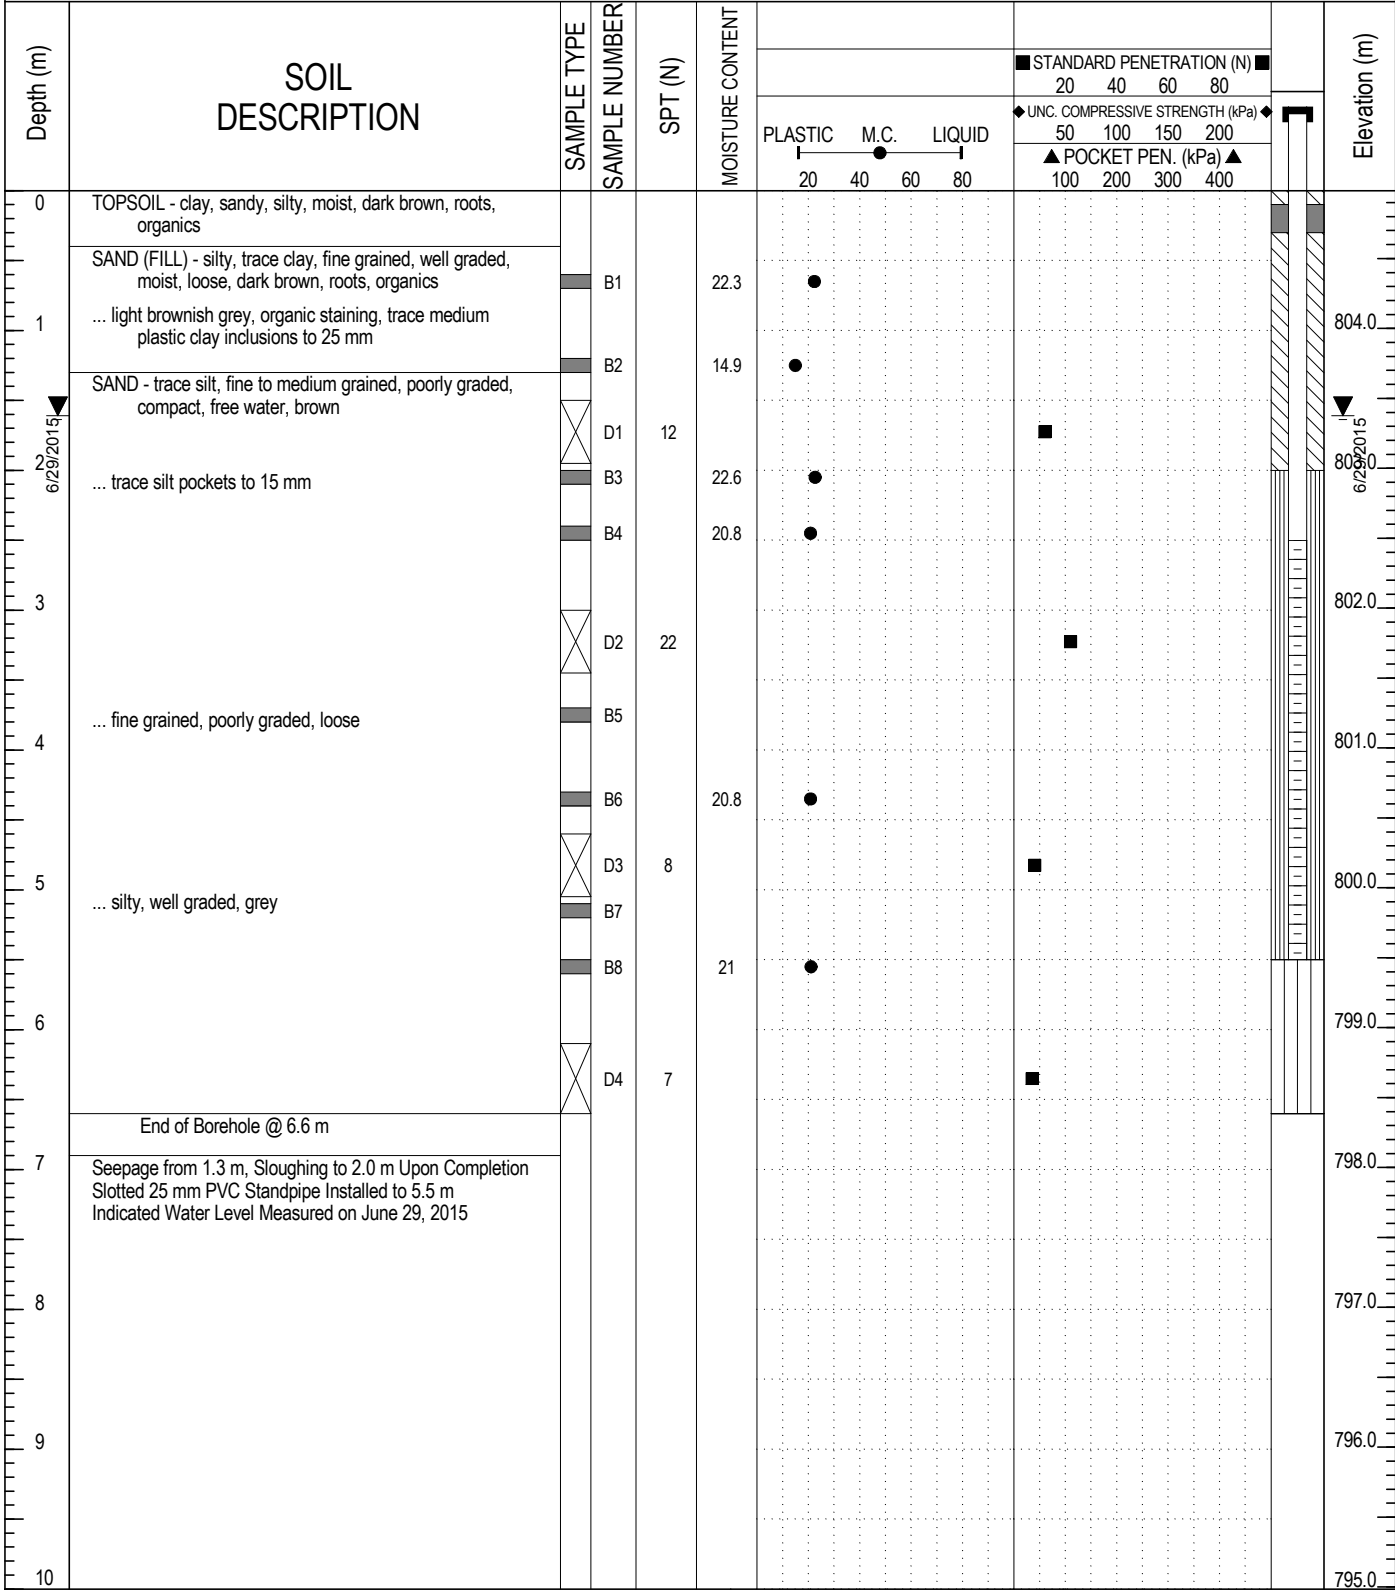 Depth (m)
SOIL
DESCRIPTION
SAMPLE TYPE
SAMPLE NUMBER
SPT (N)
MOISTURE CONTENT
PLASTIC M.C. LIQUID
20 40 60 80
■ STANDARD PENETRATION (N) ■
20 40 60 80
◆ UNC. COMPRESSIVE STRENGTH (kPa) ◆
50 100 150 200
▲ POCKET PEN. (kPa) ▲
100 200 300 400
Elevation (m)
0
TOPSOIL - clay, sandy, silty, moist, dark brown, roots,
organics
SAND (FILL) - silty, trace clay, fine grained, well graded,
moist, loose, dark brown, roots, organics
B1 22.3
... light brownish grey, organic staining, trace medium
plastic clay inclusions to 25 mm
1
804.0
B2 14.9
SAND - trace silt, fine to medium grained, poorly graded,
compact, free water, brown
6/29/2015
6/29/2015
D1 12
2
803.0
... trace silt pockets to 15 mm
B3 22.6
B4 20.8
3
802.0
D2 22
... fine grained, poorly graded, loose
B5
4
801.0
B6 20.8
D3 8
5
800.0
... silty, well graded, grey
B7
B8 21
6
799.0
D4 7
End of Borehole @ 6.6 m
7
798.0
Seepage from 1.3 m, Sloughing to 2.0 m Upon Completion
Slotted 25 mm PVC Standpipe Installed to 5.5 m
Indicated Water Level Measured on June 29, 2015
8
797.0
9
796.0
10
795.0